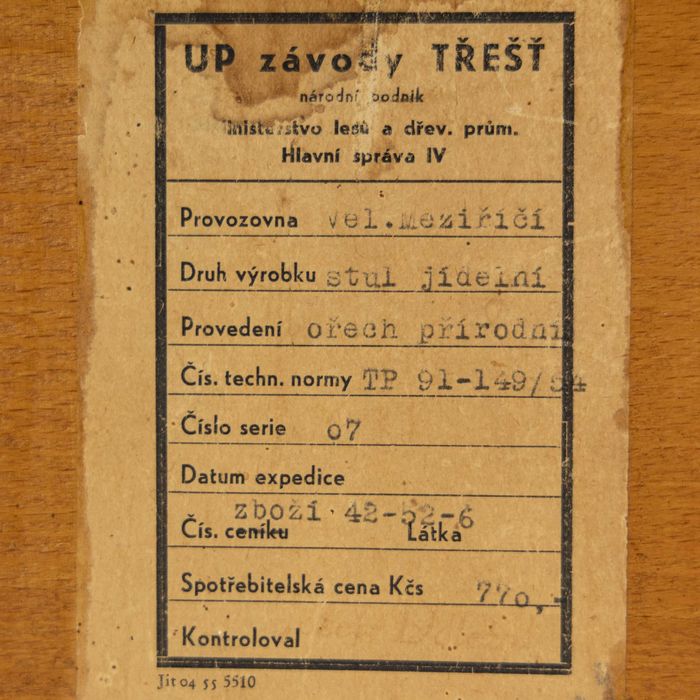 UP závody TŘEŠŤ
národní podnik
Ministerstvo lesů a dřev. prům.
Hlavní správa IV
Provozovna Vel.Meziříčí
Druh výrobku stul jídelní
Provedení ořech přírodní
Čís. techn. normy TP 91-149/54
Číslo serie 07
Datum expedice
zboží 42-52-6
Čís. ceníku Látka
Spotřebitelská cena Kčs 770,-
Kontroloval
Jit 04 55 5510